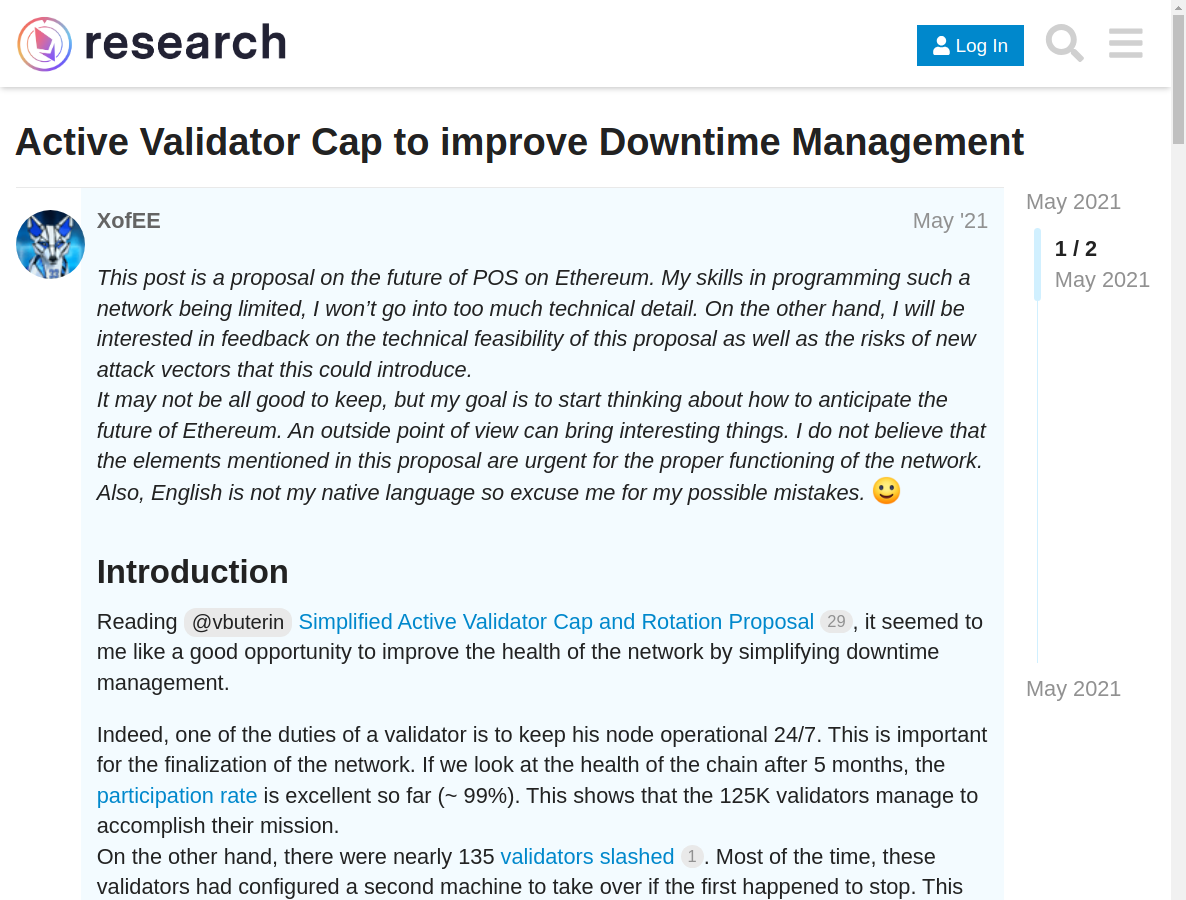 research
Log In
Active Validator Cap to improve Downtime Management
XofEE
May '21
This post is a proposal on the future of POS on Ethereum. My skills in programming such a
network being limited, I won’t go into too much technical detail. On the other hand, I will be
interested in feedback on the technical feasibility of this proposal as well as the risks of new
attack vectors that this could introduce.
It may not be all good to keep, but my goal is to start thinking about how to anticipate the
future of Ethereum. An outside point of view can bring interesting things. I do not believe that
the elements mentioned in this proposal are urgent for the proper functioning of the network.
Also, English is not my native language so excuse me for my possible mistakes. 🙂
Introduction
Reading @vbuterin Simplified Active Validator Cap and Rotation Proposal 29, it seemed to
me like a good opportunity to improve the health of the network by simplifying downtime
management.
Indeed, one of the duties of a validator is to keep his node operational 24/7. This is important
for the finalization of the network. If we look at the health of the chain after 5 months, the
participation rate is excellent so far (~ 99%). This shows that the 125K validators manage to
accomplish their mission.
On the other hand, there were nearly 135 validators slashed 1. Most of the time, these
validators had configured a second machine to take over if the first happened to stop. This
May 2021
1 / 2
May 2021
May 2021